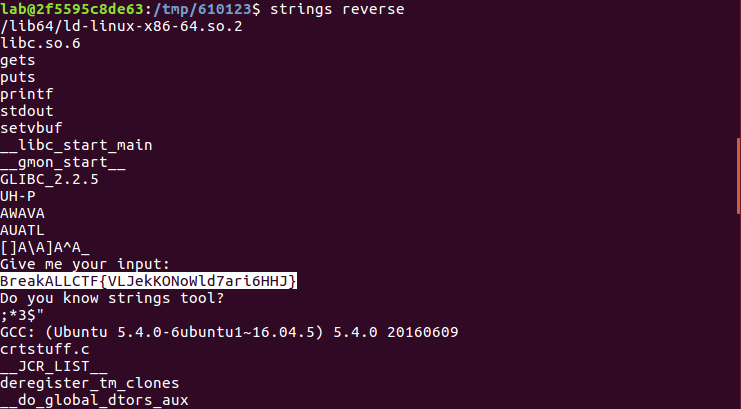 lab@2f5595c8de63:/tmp/610123$ strings reverse
/lib64/ld-linux-x86-64.so.2
libc.so.6
gets
puts
printf
stdout
setvbuf
__libc_start_main
__gmon_start__
GLIBC_2.2.5
UH-P
AWAVA
AUATL
[]A\A]A^A_
Give me your input:
BreakALLCTF{VLJekKONoWld7ari6HHJ}
Do you know strings tool?
;*3$"
GCC: (Ubuntu 5.4.0-6ubuntu1~16.04.5) 5.4.0 20160609
crtstuff.c
__JCR_LIST__
deregister_tm_clones
__do_global_dtors_aux